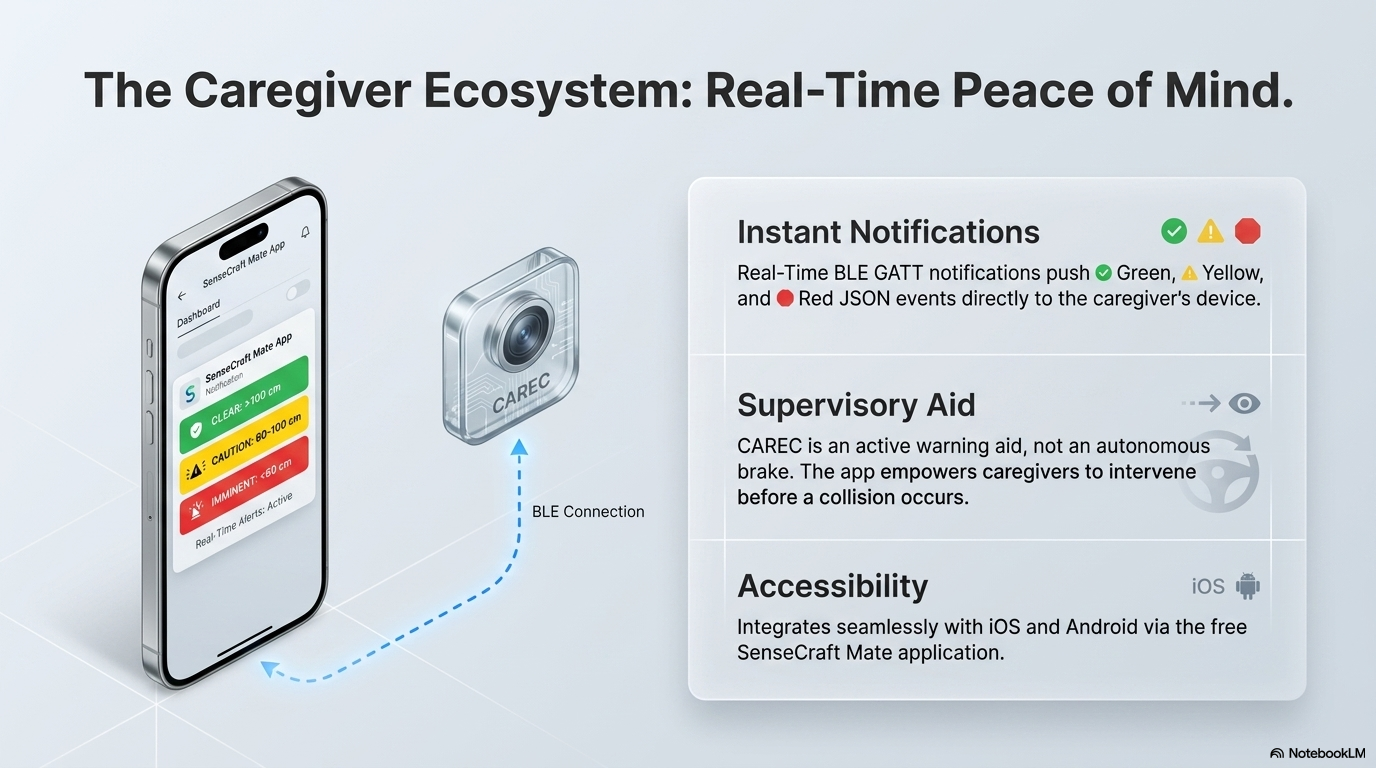 The Caregiver Ecosystem: Real-Time Peace of Mind.
SenseCraft Mate App
Dashboard
SenseCraft Mate App
Notification
CLEAR: >100 cm
CAUTION: 60-100 cm
IMMINENT: <60 cm
Real-Time Alerts: Active
CAREC
BLE Connection
Instant Notifications
Real-Time BLE GATT notifications push Green, Yellow,
and Red JSON events directly to the caregiver's device.
Supervisory Aid
CAREC is an active warning aid, not an autonomous
brake. The app empowers caregivers to intervene
before a collision occurs.
Accessibility
iOS
Integrates seamlessly with iOS and Android via the free
SenseCraft Mate application.
NotebookLM